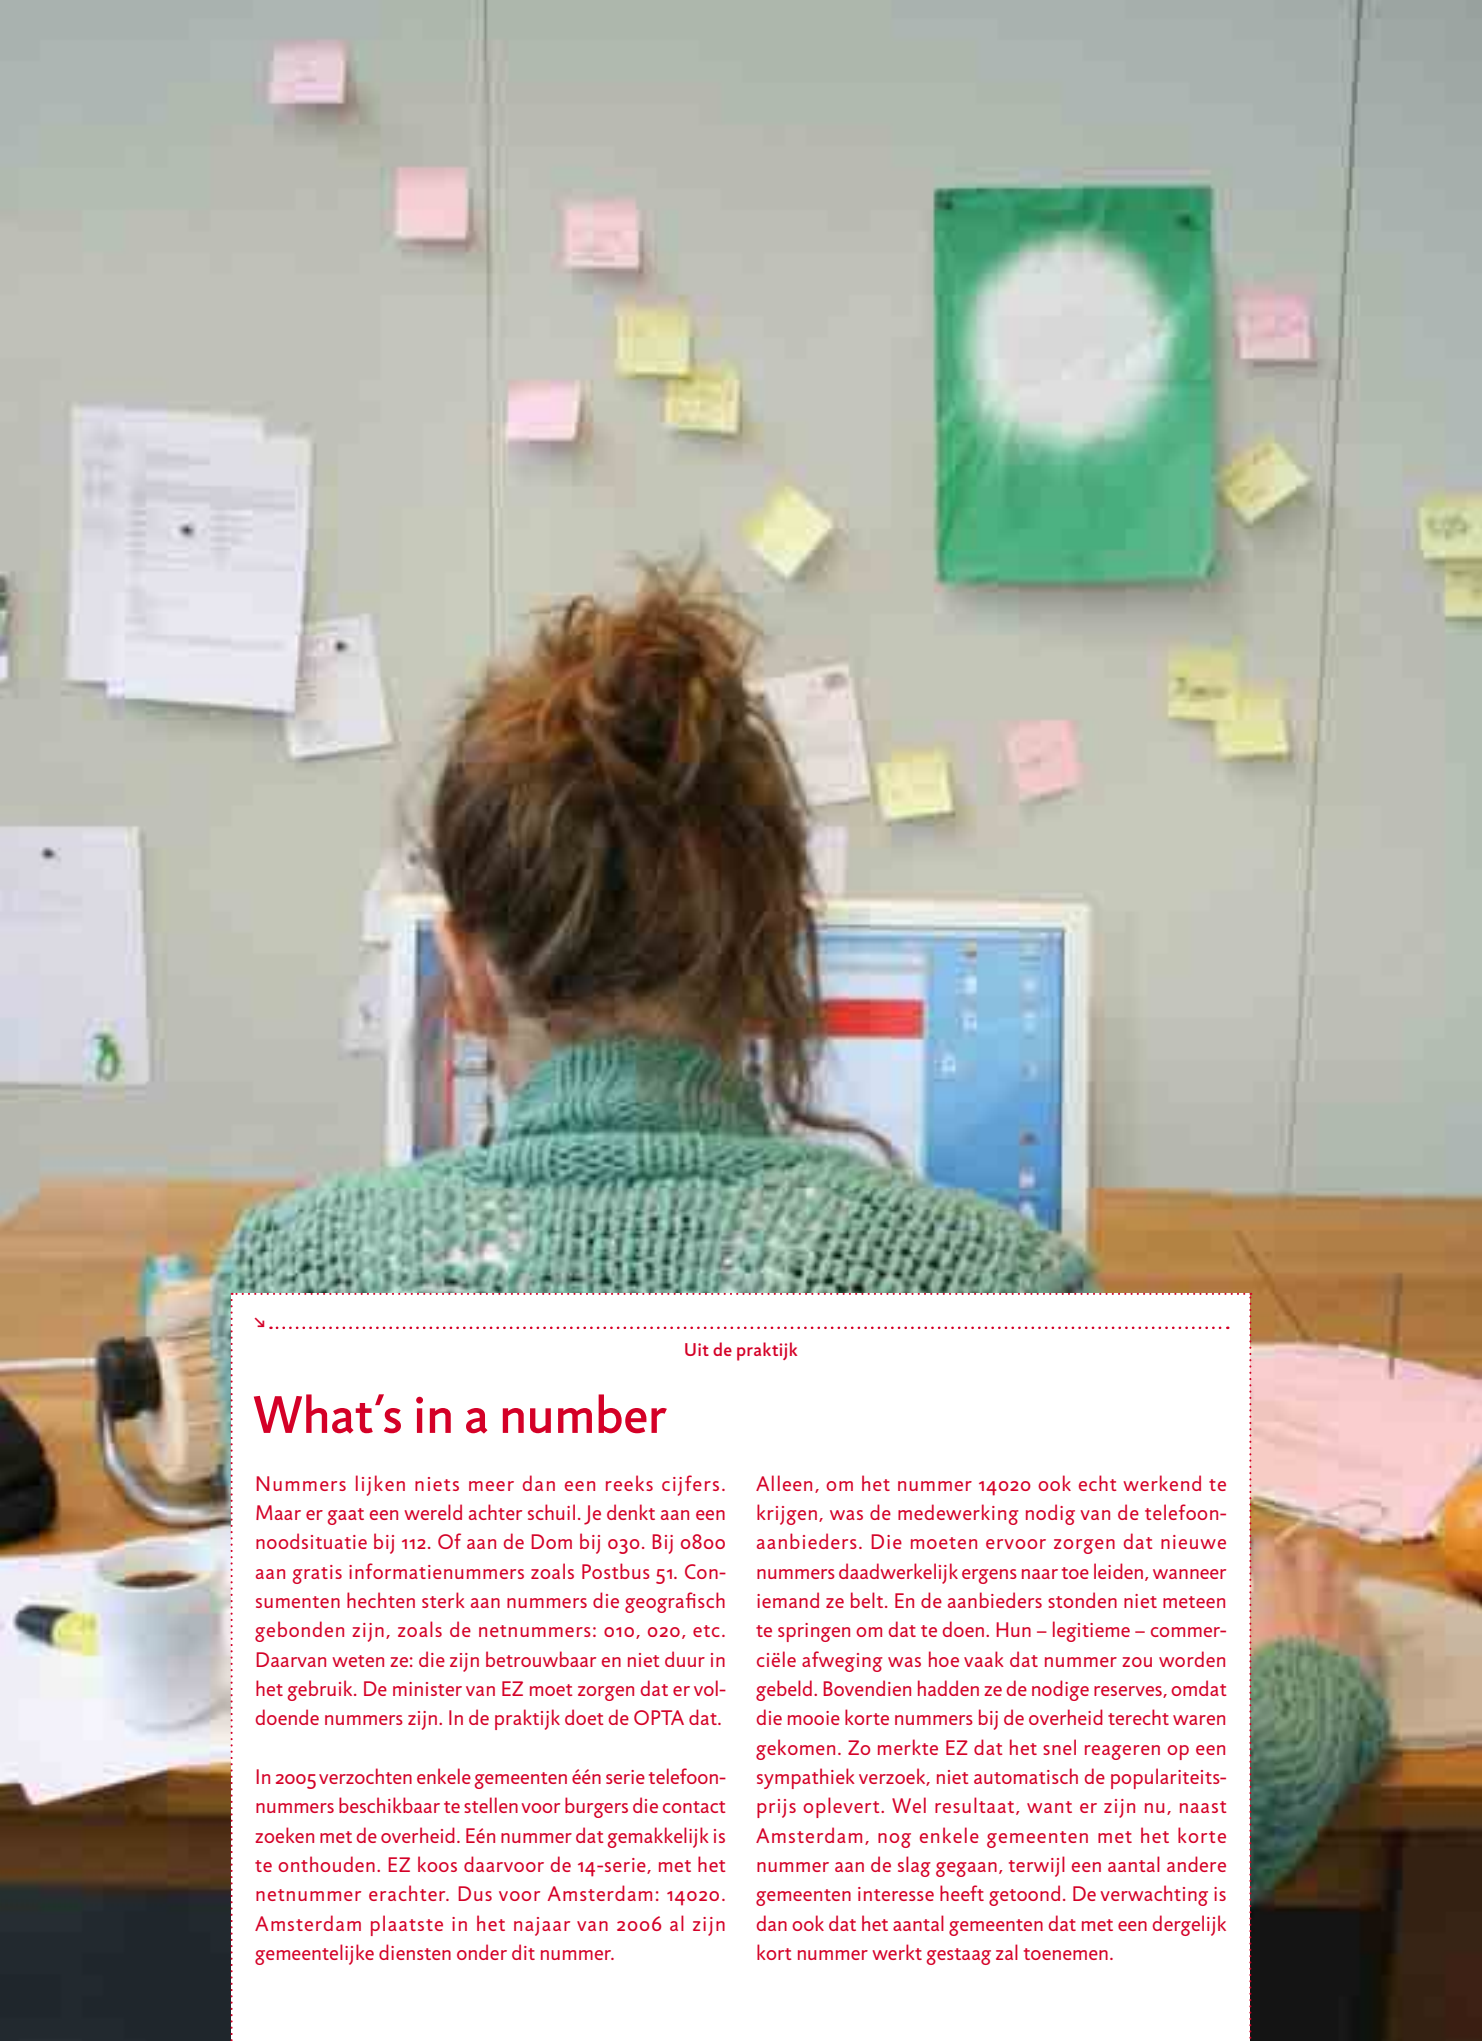 Uit de praktijk
What's in a number
Nummers lijken niets meer dan een reeks cijfers.
Maar er gaat een wereld achter schuil. Je denkt aan een
noodsituatie bij 112. Of aan de Dom bij 030. Bij 0800
aan gratis informatienummers zoals Postbus 51. Con-
sumenten hechten sterk aan nummers die geografisch
gebonden zijn, zoals de netnummers: 010, 020, etc.
Daarvan weten ze: die zijn betrouwbaar en niet duur in
het gebruik. De minister van EZ moet zorgen dat er vol-
doende nummers zijn. In de praktijk doet de OPTA dat.
In 2005 verzochten enkele gemeenten één serie telefoon-
nummers beschikbaar te stellen voor burgers die contact
zoeken met de overheid. Eén nummer dat gemakkelijk is
te onthouden. EZ koos daarvoor de 14-serie, met het
netnummer erachter. Dus voor Amsterdam: 14020.
Amsterdam plaatste in het najaar van 2006 al zijn
gemeentelijke diensten onder dit nummer.
Alleen, om het nummer 14020 ook echt werkend te
krijgen, was de medewerking nodig van de telefoon-
aanbieders. Die moeten ervoor zorgen dat nieuwe
nummers daadwerkelijk ergens naar toe leiden, wanneer
iemand ze belt. En de aanbieders stonden niet meteen
te springen om dat te doen. Hun – legitieme – commer-
ciële afweging was hoe vaak dat nummer zou worden
gebeld. Bovendien hadden ze de nodige reserves, omdat
die mooie korte nummers bij de overheid terecht waren
gekomen. Zo merkte EZ dat het snel reageren op een
sympathiek verzoek, niet automatisch de populariteits-
prijs oplevert. Wel resultaat, want er zijn nu, naast
Amsterdam, nog enkele gemeenten met het korte
nummer aan de slag gegaan, terwijl een aantal andere
gemeenten interesse heeft getoond. De verwachting is
dan ook dat het aantal gemeenten dat met een dergelijk
kort nummer werkt gestaag zal toenemen.